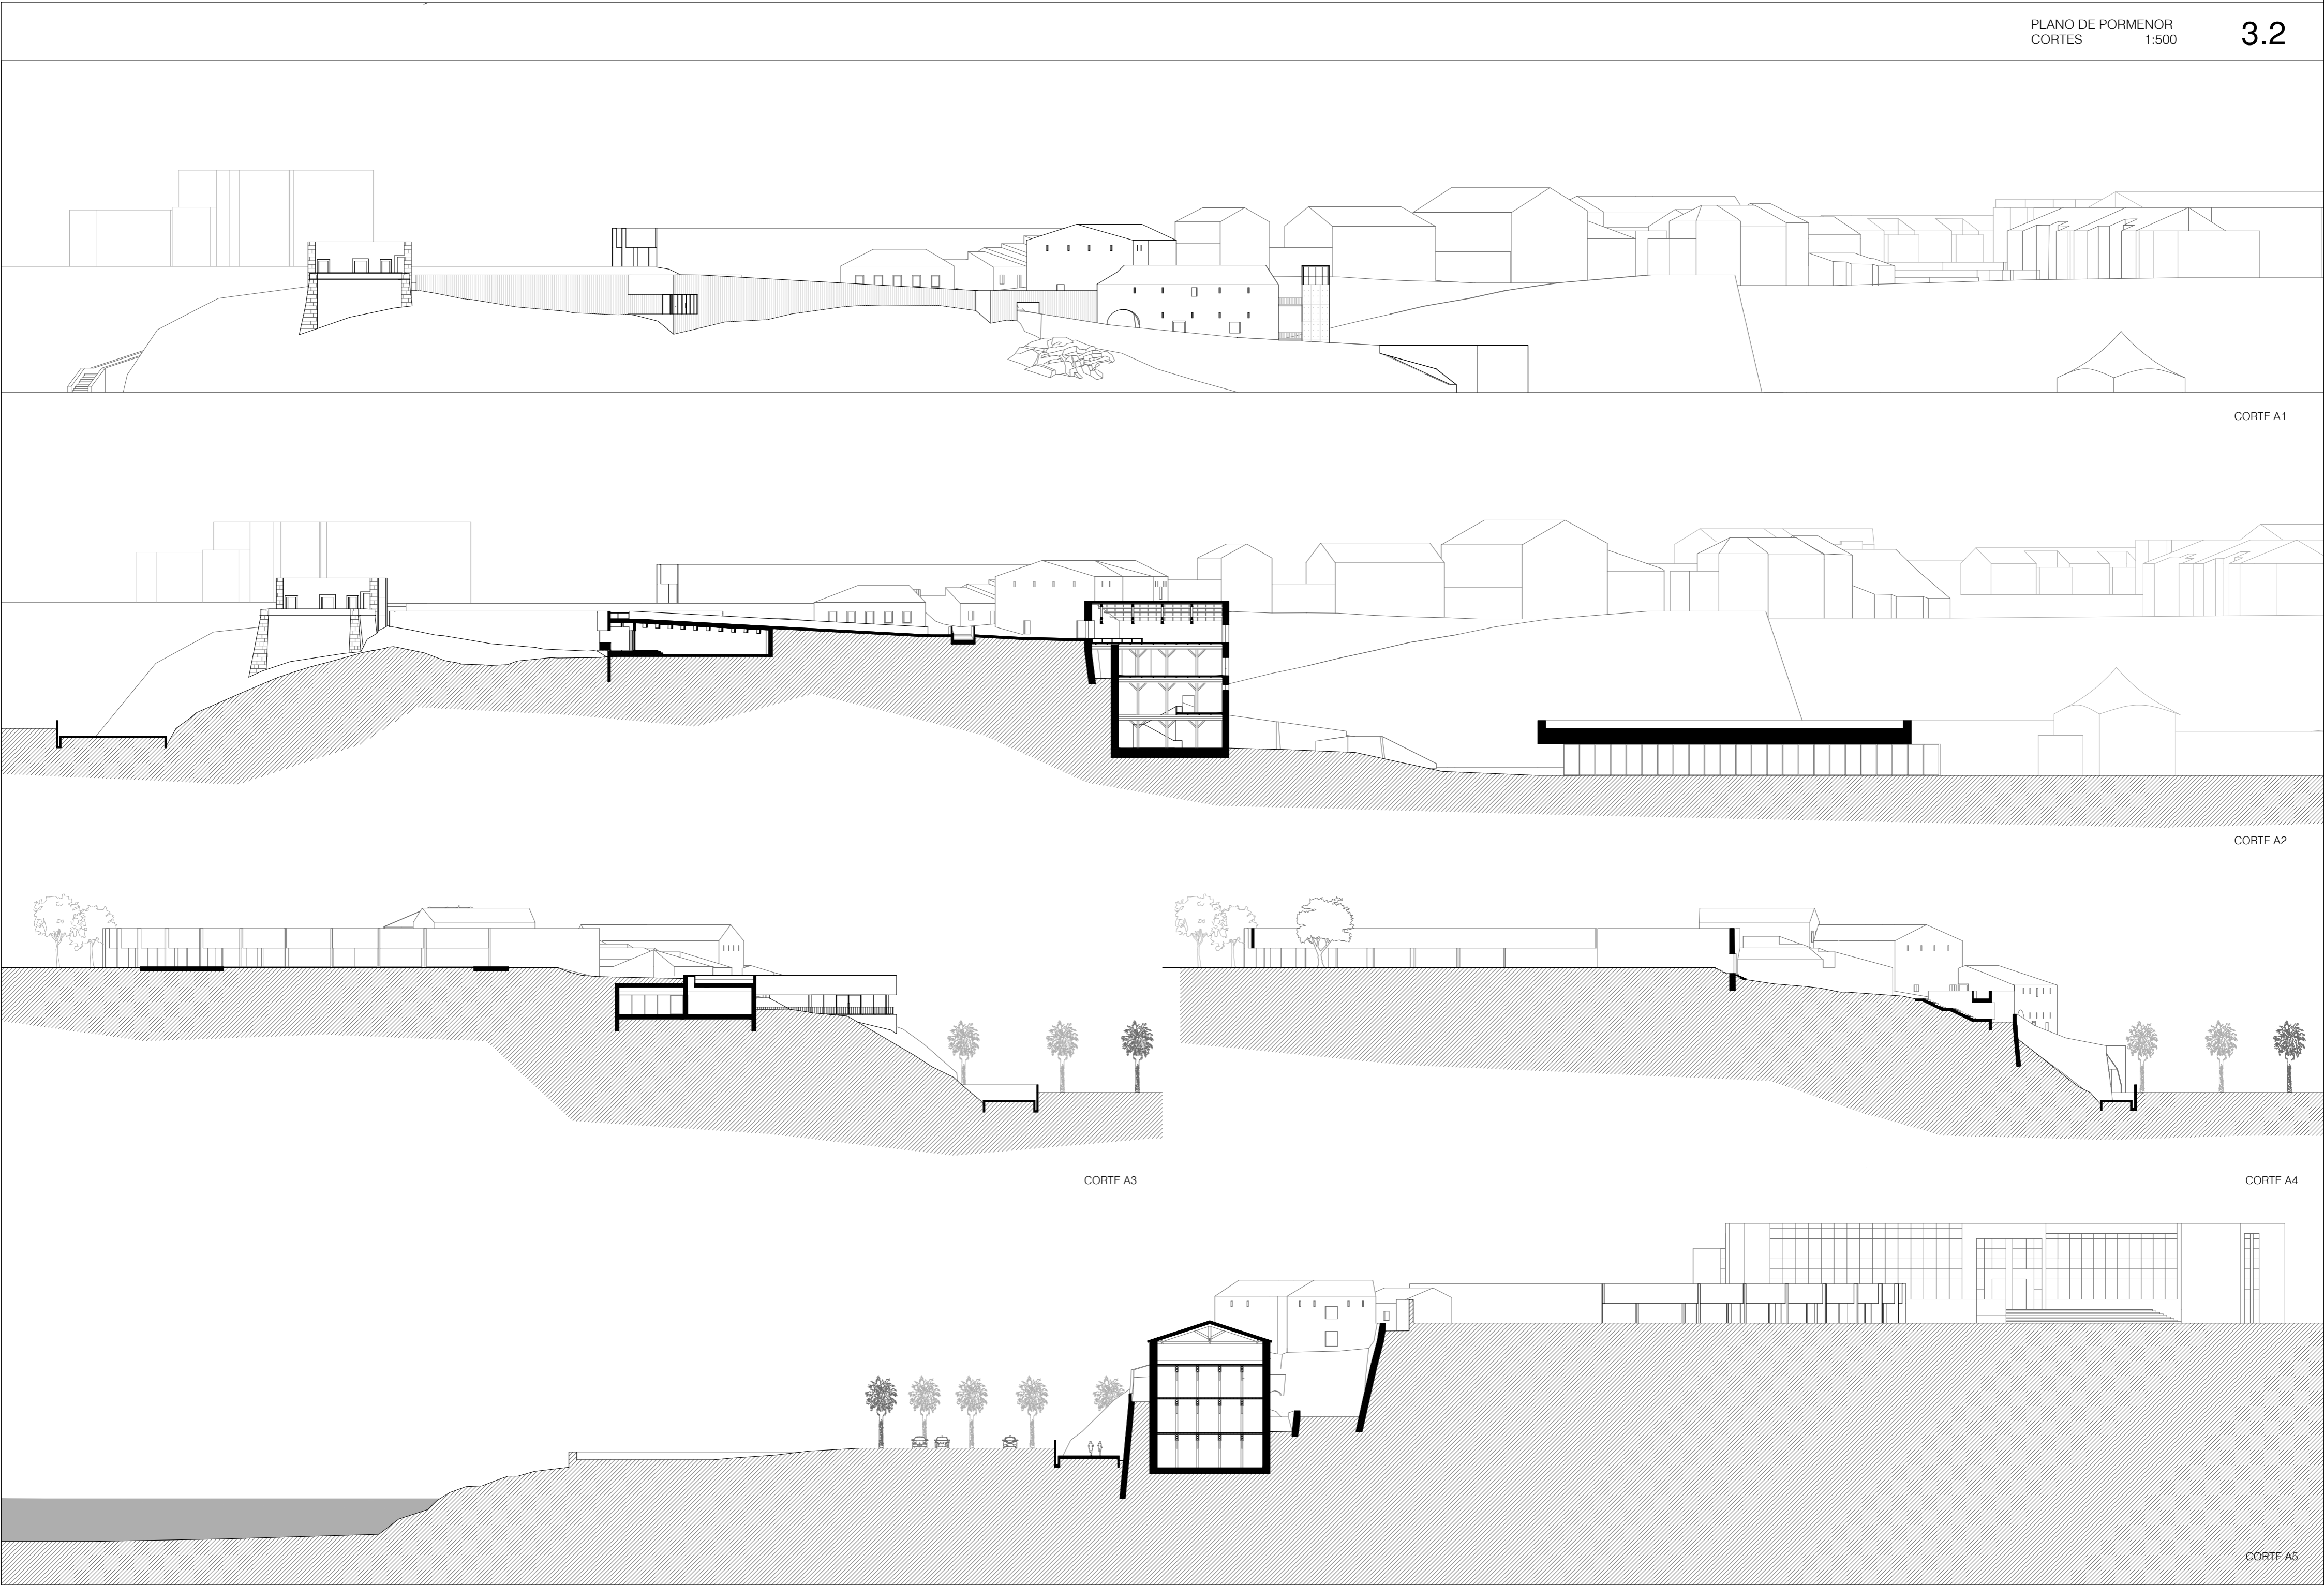 PLANO DE PORMENOR
CORTES 1:500
3.2
CORTE A1
CORTE A2
CORTE A3
CORTE A4
CORTE A5